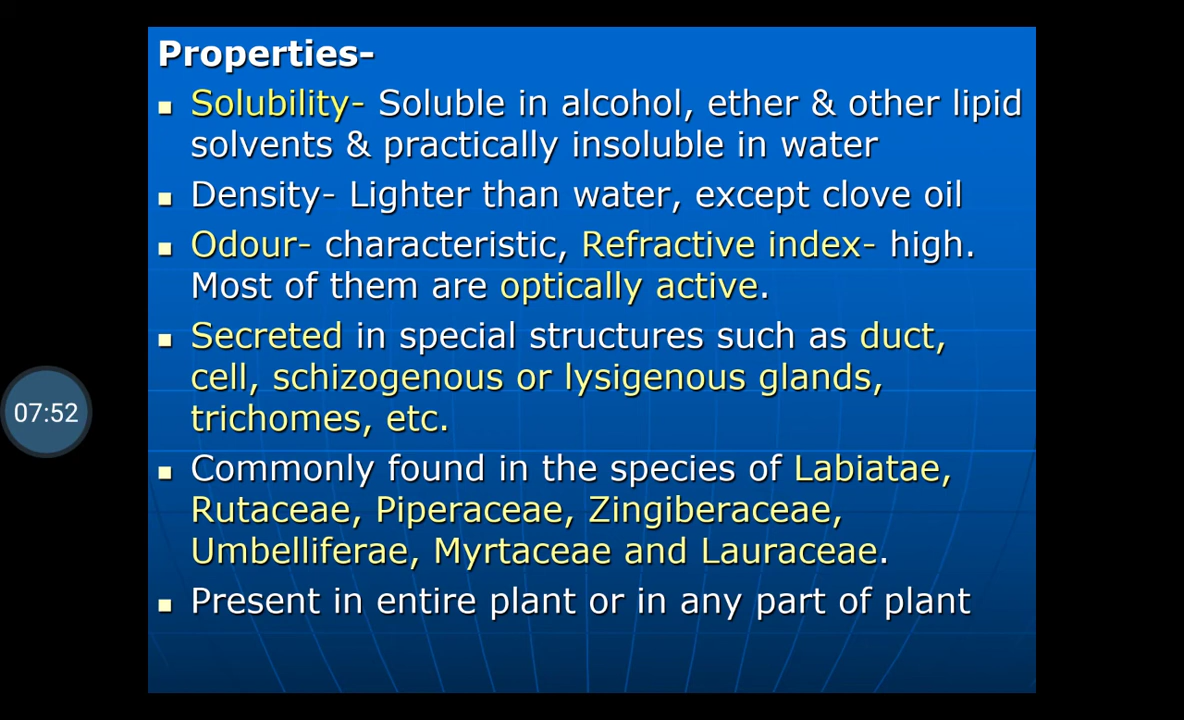 Properties-
Solubility- Soluble in alcohol, ether & other lipid
solvents & practically insoluble in water
Density- Lighter than water, except clove oil
Odour- characteristic, Refractive index- high.
Most of them are optically active.
Secreted in special structures such as duct,
cell, schizogenous or lysigenous glands,
trichomes, etc.
Commonly found in the species of Labiatae,
Rutaceae, Piperaceae, Zingiberaceae,
Umbelliferae, Myrtaceae and Lauraceae.
Present in entire plant or in any part of plant
07:52